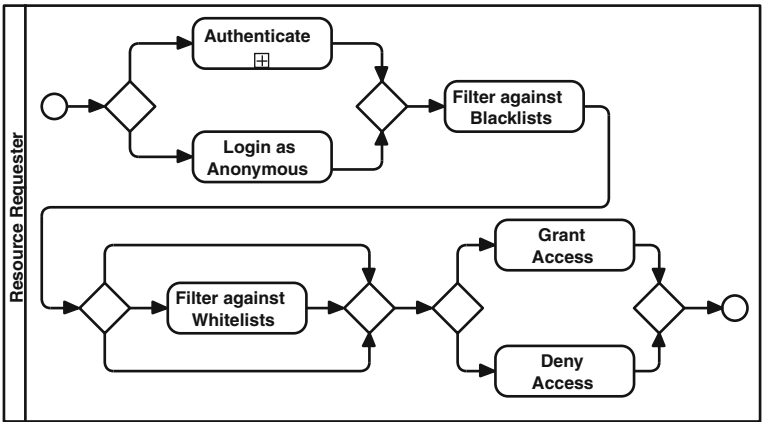 Resource Requester
Authenticate
Login as
Anonymous
Filter against
Blacklists
Filter against
Whitelists
Grant
Access
Deny
Access